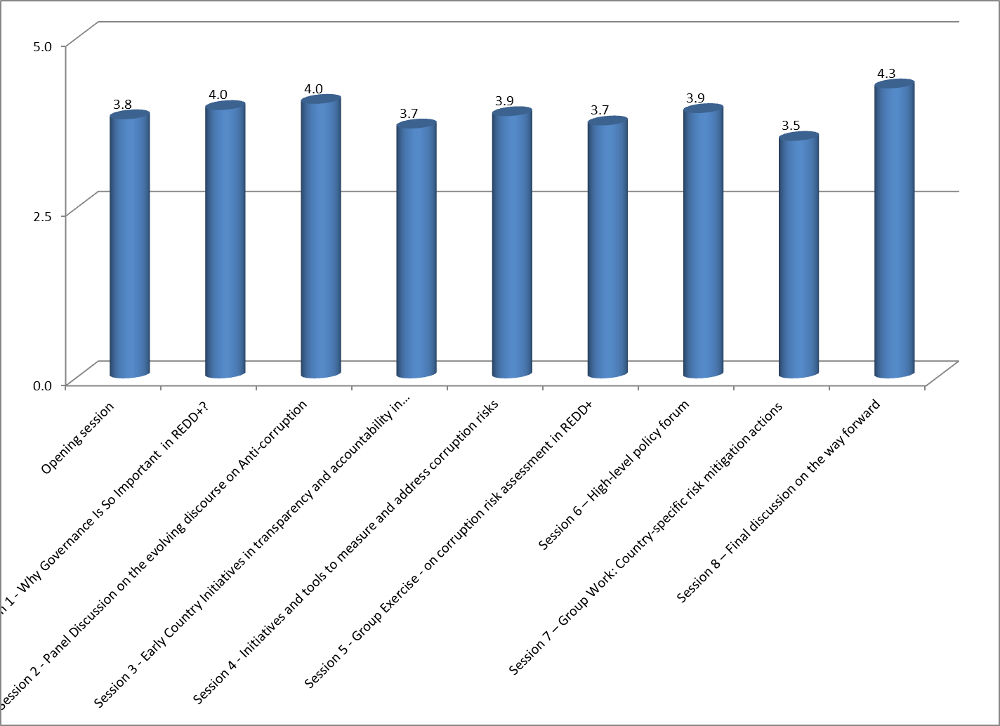 5.0
2.5
0.0
3.8
4.0
4.0
3.7
3.9
3.7
3.9
3.5
4.3
Opening session
1 - Why Governance Is So Important in REDD+?
Session 2 - Panel Discussion on the evolving discourse on Anti-corruption
Session 3 - Early Country Initiatives in transparency and accountability in...
Session 4 - Initiatives and tools to measure and address corruption risks
Session 5 - Group Exercise - on corruption risk assessment in REDD+
Session 6 – High-level policy forum
Session 7 – Group Work: Country-specific risk mitigation actions
Session 8 – Final discussion on the way forward